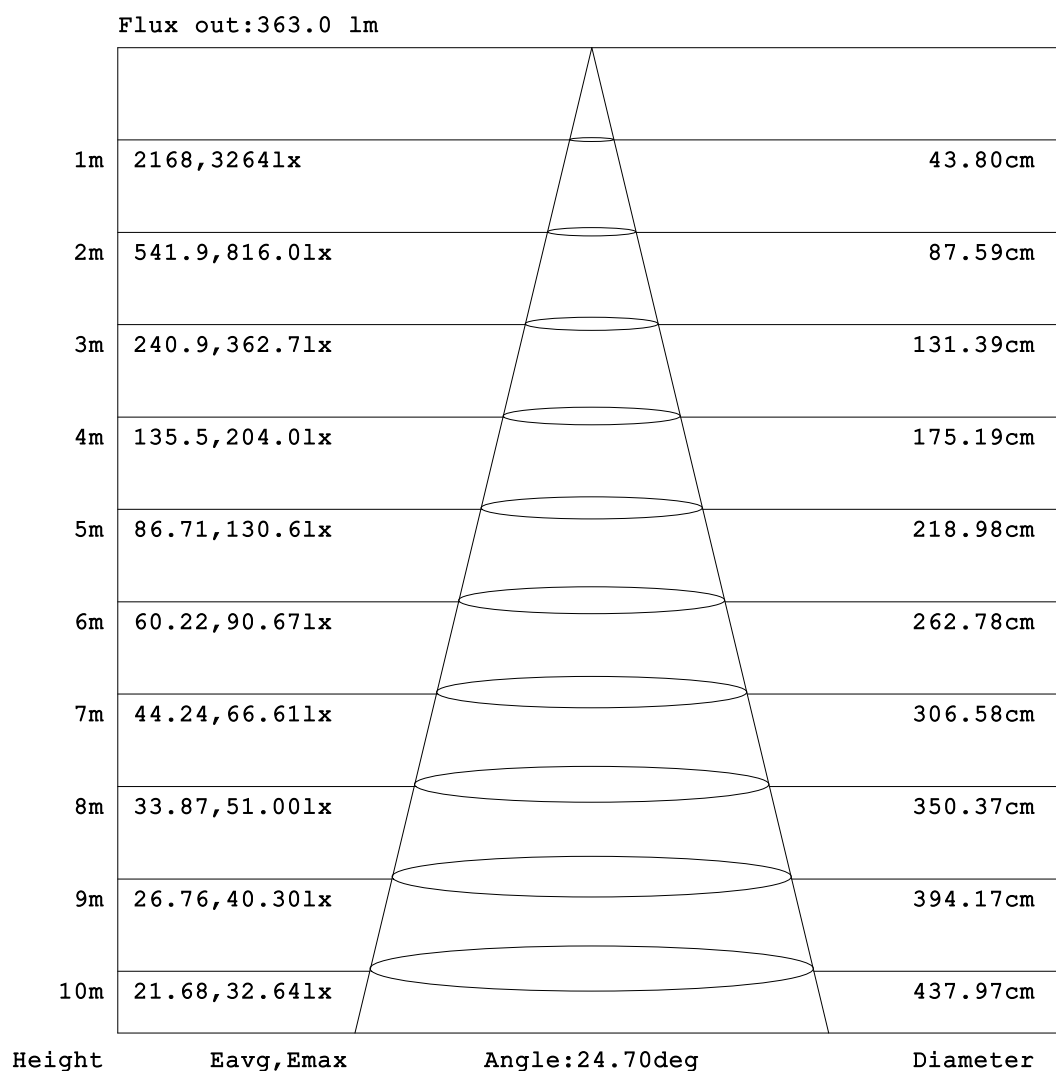 Flux out:363.0 lm
1m 2168,3264lx 43.80cm
2m 541.9,816.0lx 87.59cm
3m 240.9,362.7lx 131.39cm
4m 135.5,204.0lx 175.19cm
5m 86.71,130.6lx 218.98cm
6m 60.22,90.67lx 262.78cm
7m 44.24,66.61lx 306.58cm
8m 33.87,51.00lx 350.37cm
9m 26.76,40.30lx 394.17cm
10m 21.68,32.64lx 437.97cm
Height Eavg,Emax Angle:24.70deg Diameter